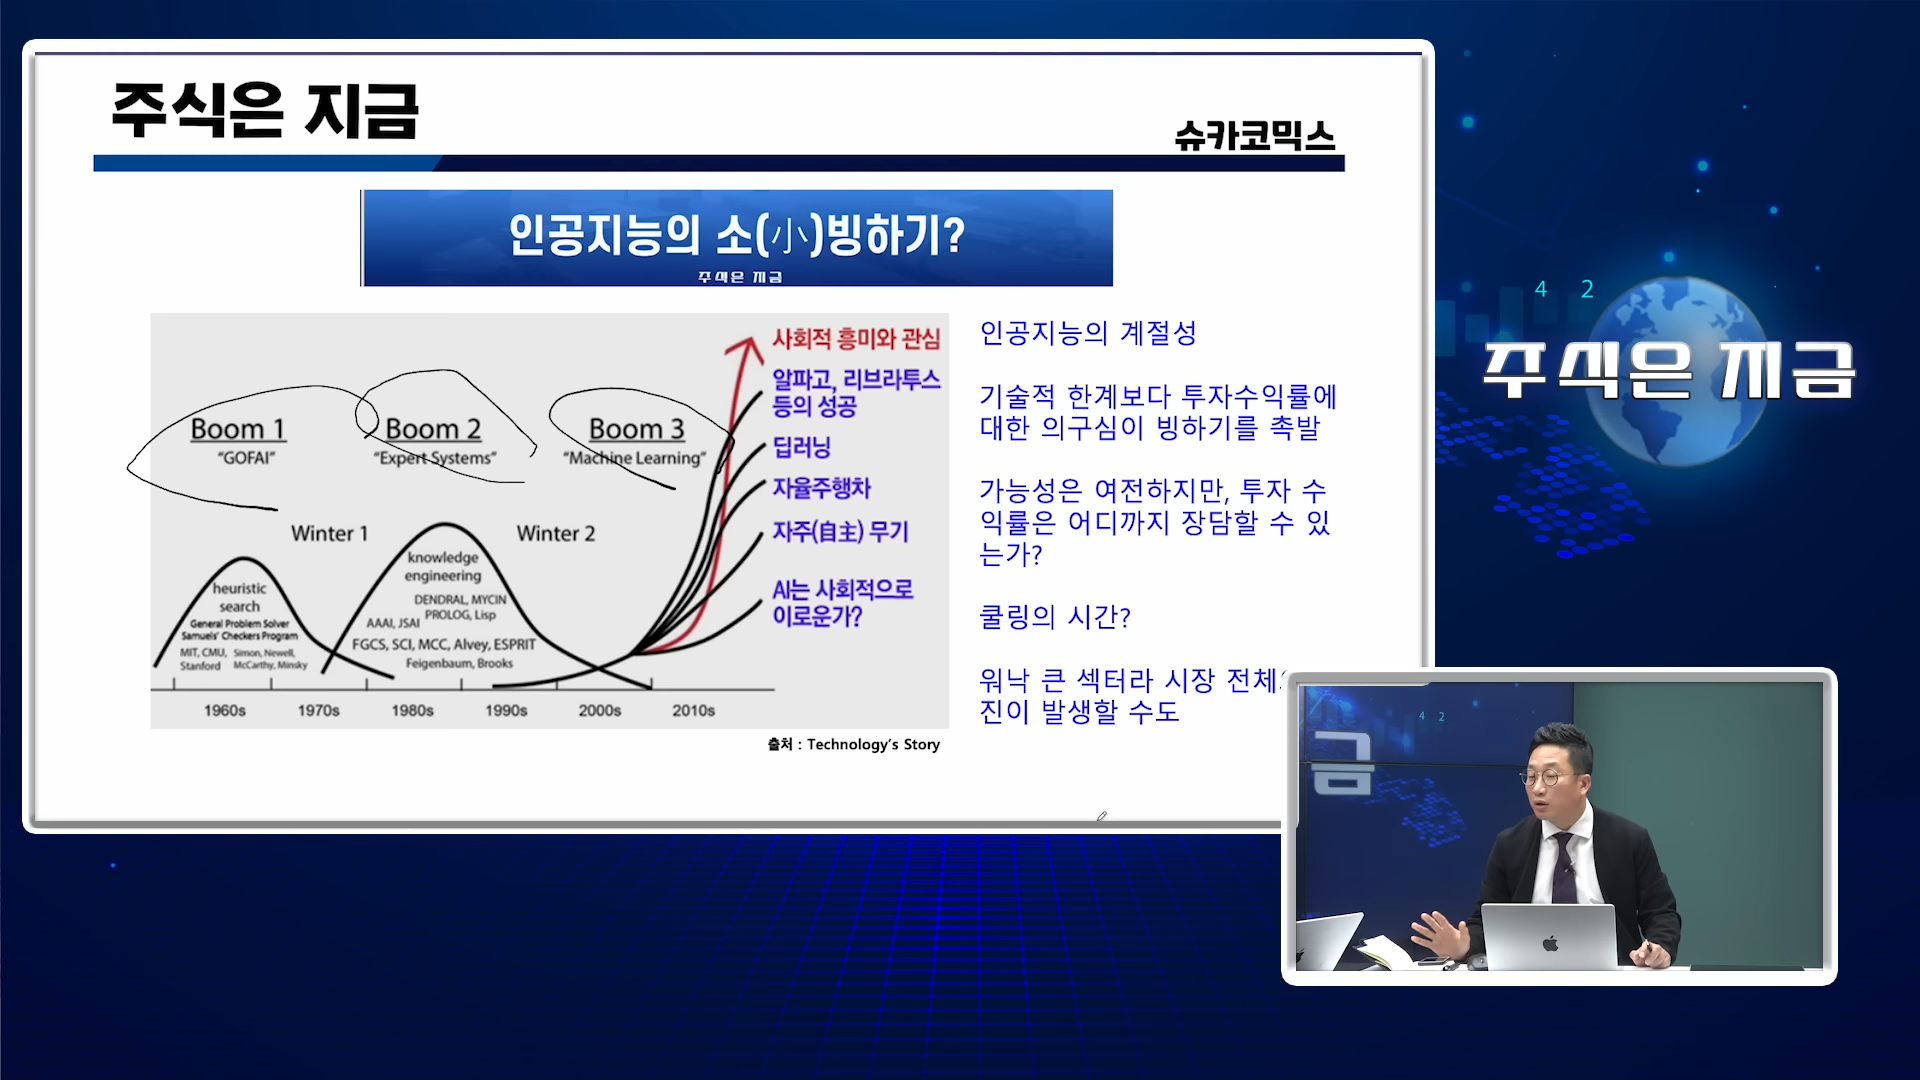 주식은 지금
슈카코믹스
인공지능의 소(小)빙하기?
주식은 지금
사회적 흥미와 관심
알파고, 리브라투스
등의 성공
딥러닝
자율주행차
자주(自主) 무기
AI는 사회적으로
이로운가?
Boom 1
"GOFAI"
Boom 2
"Expert Systems"
Boom 3
"Machine Learning"
Winter 1
Winter 2
heuristic
search
General Problem Solver
Samuels' Checkers Program
MIT, CMU, Simon, Newell,
Stanford McCarthy, Minsky
knowledge
engineering
DENDRAL, MYCIN
PROLOG, Lisp
AAAI, JSAI
FGCS, SCI, MCC, Alvey, ESPRIT
Feigenbaum, Brooks
1960s 1970s 1980s 1990s 2000s 2010s
출처 : Technology's Story
인공지능의 계절성
기술적 한계보다 투자수익률에
대한 의구심이 빙하기를 촉발
가능성은 여전하지만, 투자 수
익률은 어디까지 장담할 수 있
는가?
쿨링의 시간?
워낙 큰 섹터라 시장 전체
진이 발생할 수도
4 2
주식은 지금
4 2
금